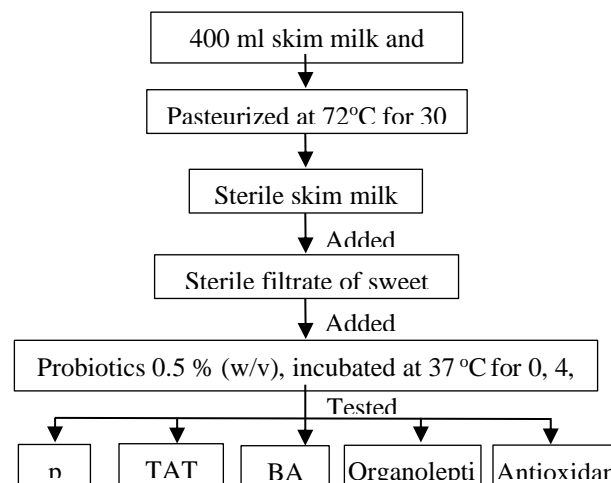 400 ml skim milk and
Pasteurized at 72°C for 30
Sterile skim milk
Added
Sterile filtrate of sweet
Added
Probiotics 0.5 % (w/v), incubated at 37 °C for 0, 4,
Tested
p TAT BA Organolepti Antioxidan